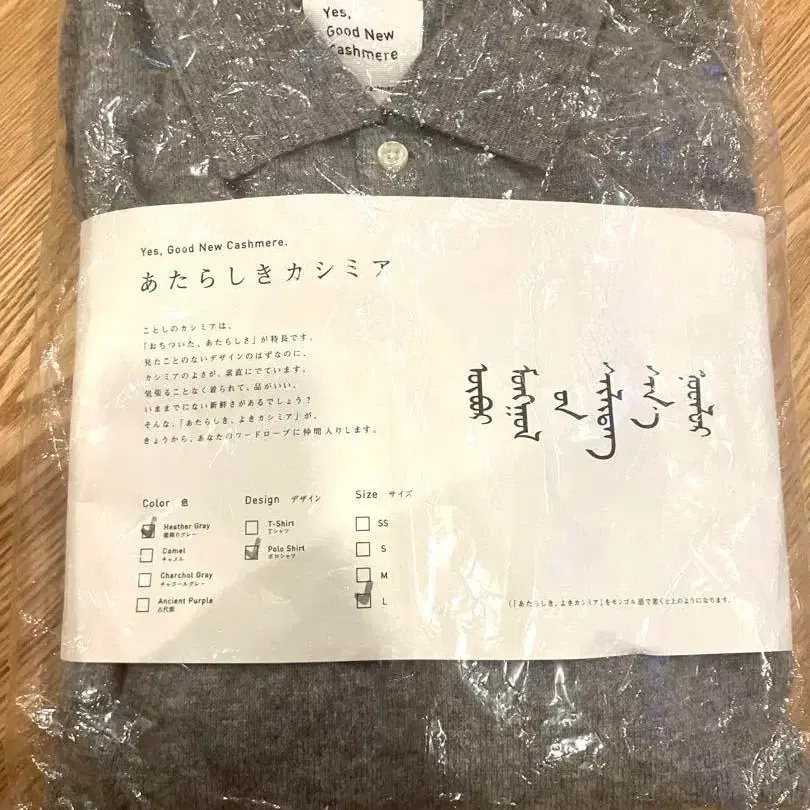 Yes,
Good New
Cashmere
Yes, Good New Cashmere.
あたらしきカシミア
ことしのカシミアは、
「おちついた、あたらしさ」が特長です。
見たことのないデザインのはずなのに、
カシミアのよさが、素直にでています。
気張ることなく着られて、品がいい。
いままでにない新鮮さがあるでしょう?
そんな、「あたらしき、よきカシミア」が、
きょうから、あなたのワードローブに仲間入りします。
Color 色
Heather Gray
霜降りグレー
Camel
キャメル
Charchol Gray
チャコールグレー
Ancient Purple
古代紫
Design デザイン
T-Shirt
Tシャツ
Polo Shirt
ポロシャツ
Size サイズ
SS
S
M
L
(「あたらしき、よきカシミア」をモンゴル語で書くと上のようになります。)